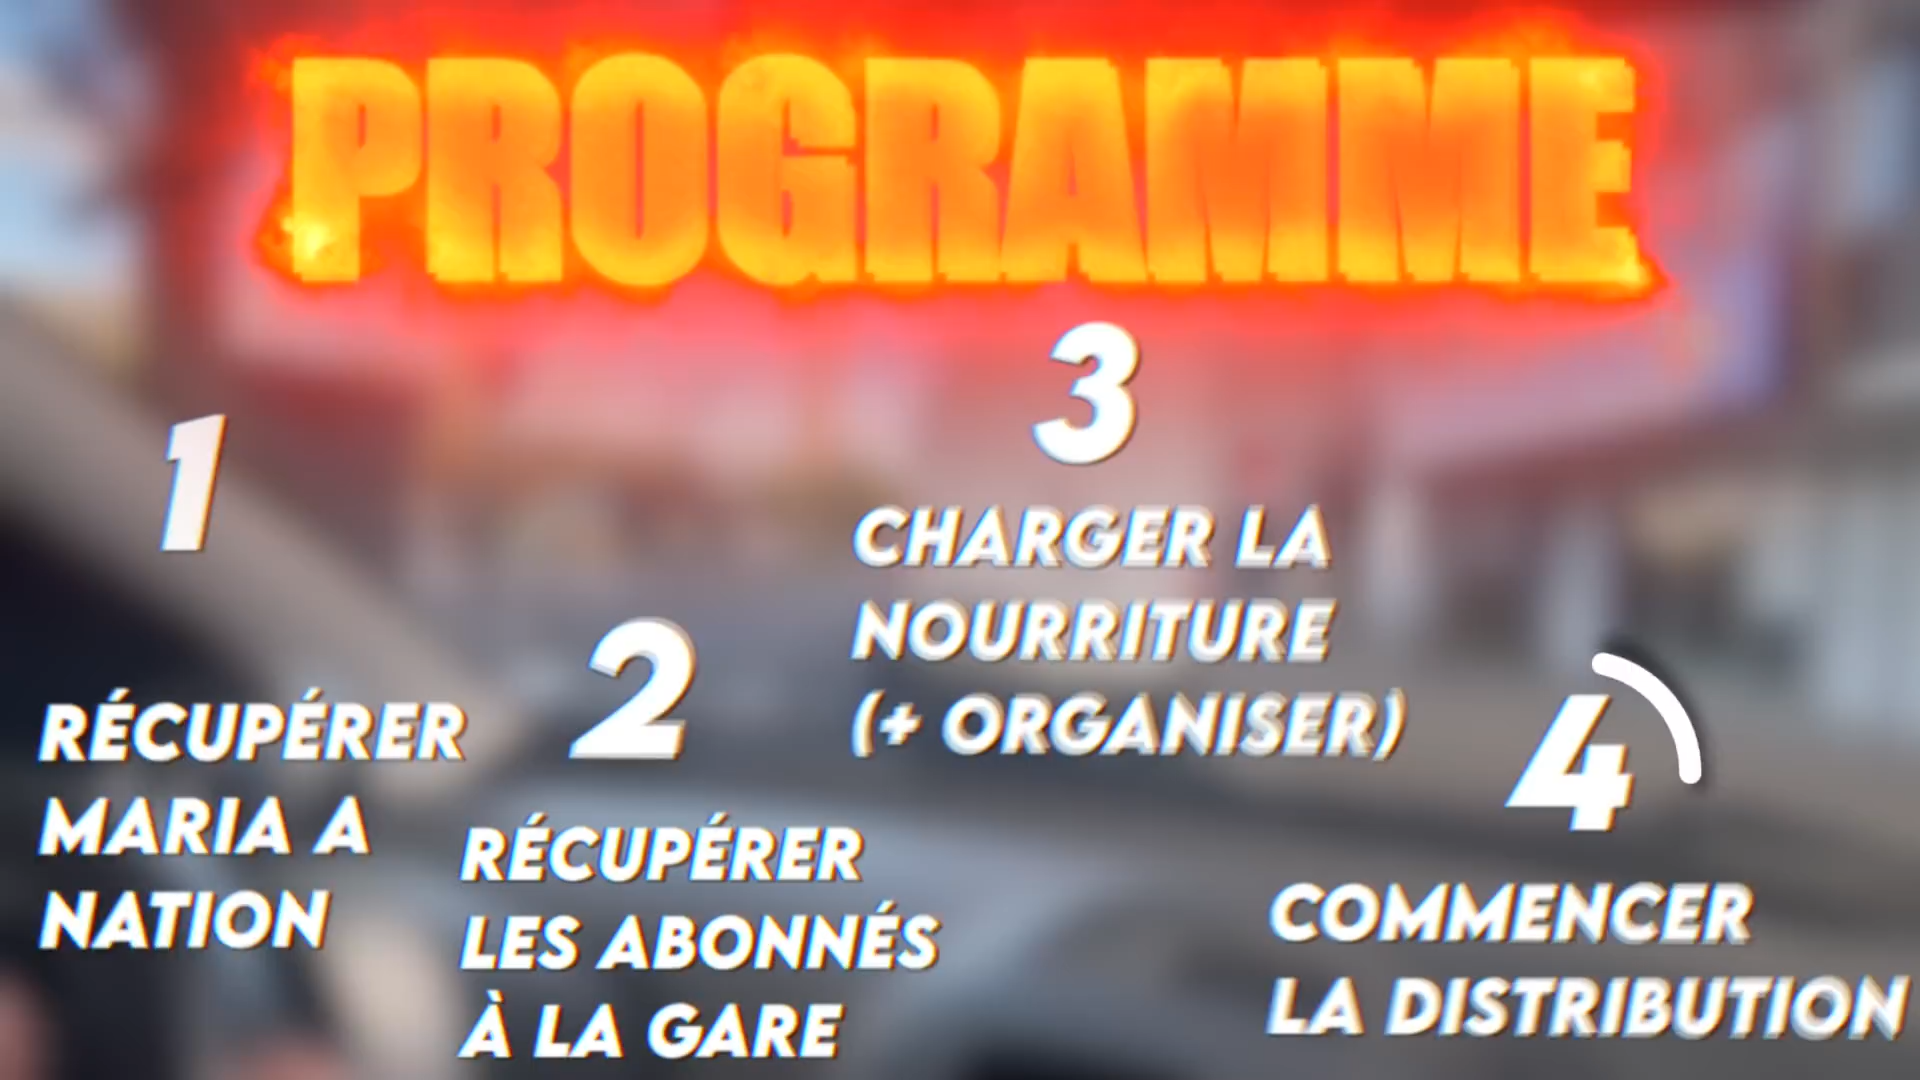 PROGRAMME
1
RÉCUPÉRER
MARIA A
NATION
2
RÉCUPÉRER
LES ABONNÉS
À LA GARE
3
CHARGER LA
NOURRITURE
(+ ORGANISER)
4
COMMENCER
LA DISTRIBUTION